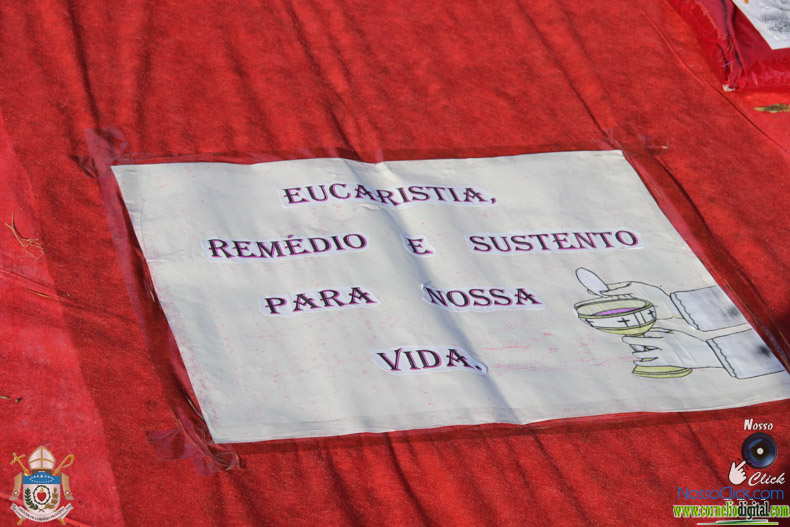 EUCARISTIA,
REMÉDIO E SUSTENTO
PARA NOSSA
VIDA.
Nosso
Click
NossoClick.com
www.corneliodigital.com